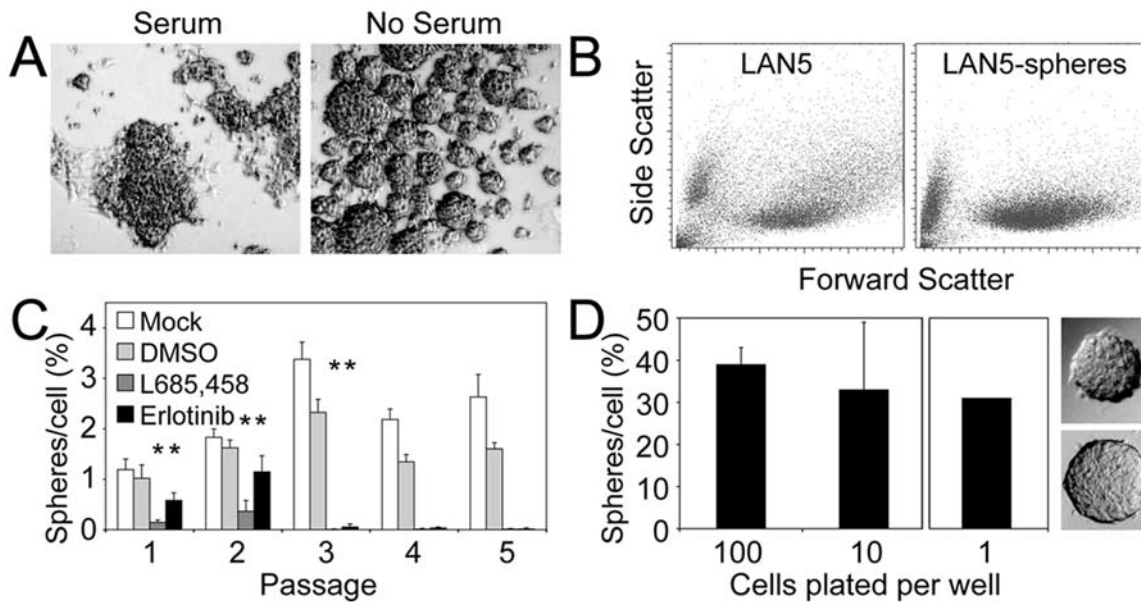 A
Serum
No Serum
B
LAN5
LAN5-spheres
Side Scatter
Forward Scatter
C
Mock
DMSO
L685,458
Erlotinib
**
**
**
4
3
2
1
0
Spheres/cell (%)
1 2 3 4 5
Passage
D
50
40
30
20
10
0
Spheres/cell (%)
100 10 1
Cells plated per well